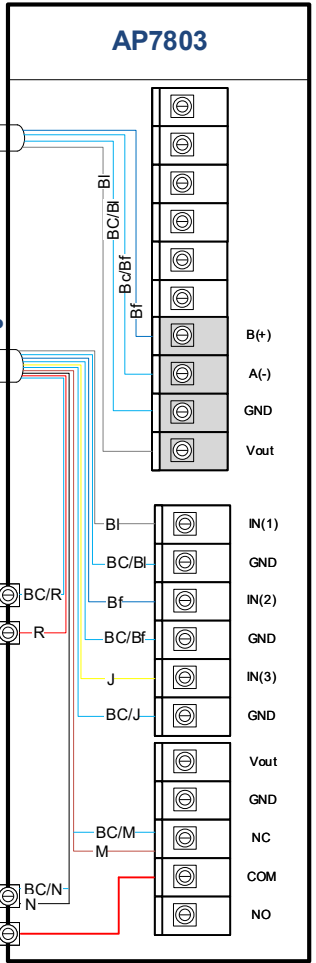 AP7803
Bl
BC/Bl
Bc/Bf
Bf
B(+)
A(-)
GND
Vout
Bl
IN(1)
BC/Bl
GND
BC/R
Bf
IN(2)
R
BC/Bf
GND
J
IN(3)
BC/J
GND
Vout
GND
BC/M
NC
M
COM
BC/N
N
NO